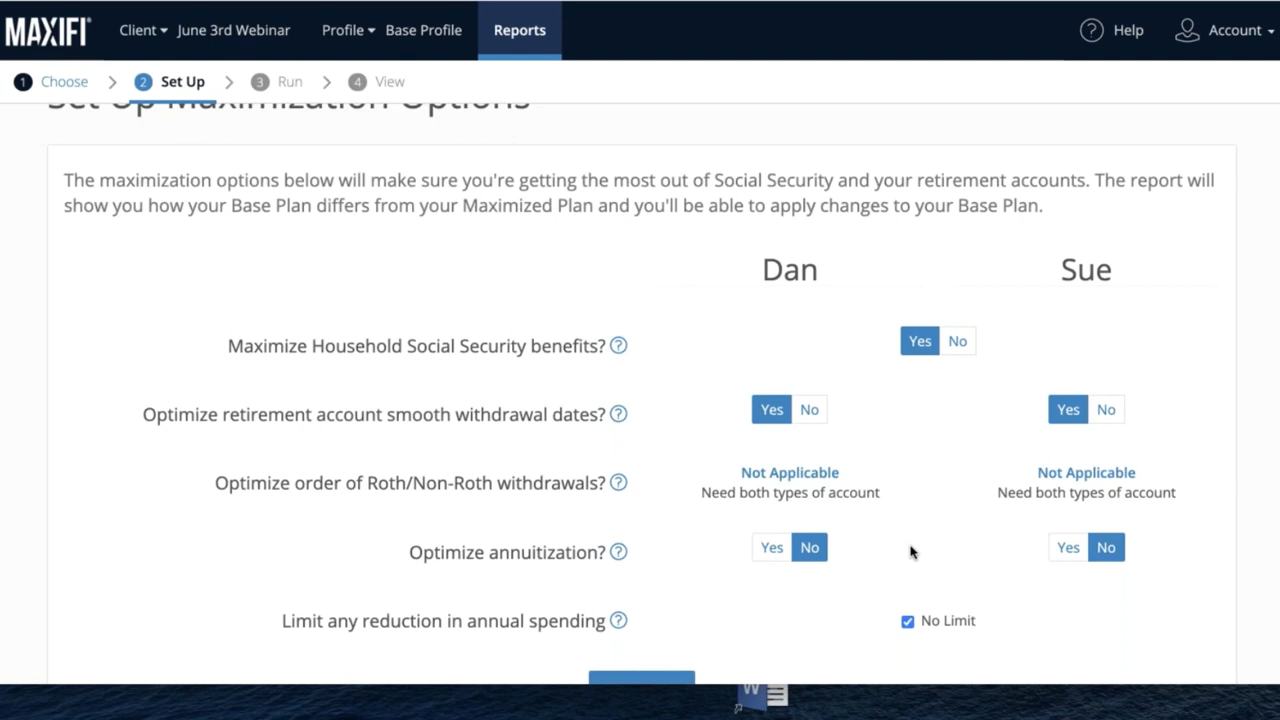 MAXIFI® Client June 3rd Webinar Profile Base Profile Reports ? Help Account
1 Choose 2 Set Up 3 Run 4 View
Set Up Maximization Options
The maximization options below will make sure you're getting the most out of Social Security and your retirement accounts. The report will
show you how your Base Plan differs from your Maximized Plan and you'll be able to apply changes to your Base Plan.
Dan Sue
Maximize Household Social Security benefits? ? Yes No
Optimize retirement account smooth withdrawal dates? ? Yes No Yes No
Optimize order of Roth/Non-Roth withdrawals? ? Not Applicable Not Applicable
Need both types of account Need both types of account
Optimize annuitization? ? Yes No Yes No
Limit any reduction in annual spending ? No Limit
W